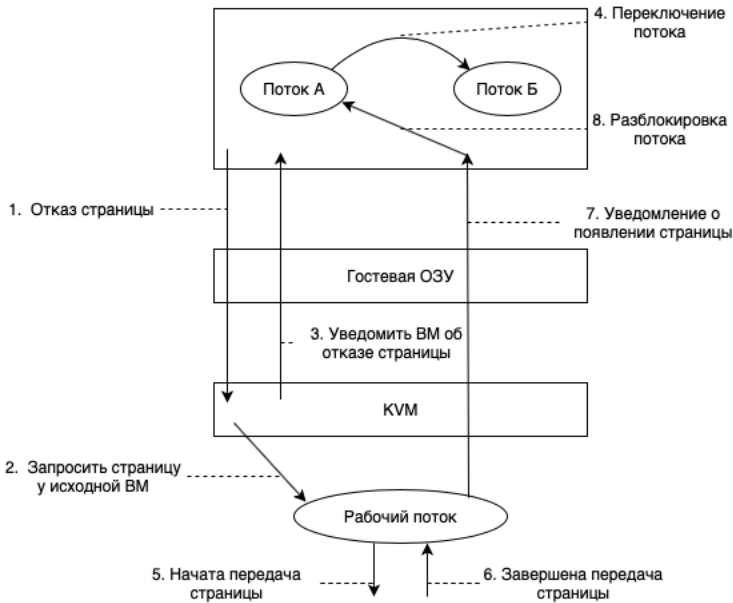 4. Переключение
потока
Поток А
Поток Б
8. Разблокировка
потока
1. Отказ страницы
7. Уведомление о
появлении страницы
Гостевая ОЗУ
3. Уведомить ВМ об
отказе страницы
KVM
2. Запросить страницу
у исходной ВМ
Рабочий поток
5. Начата передача
страницы
6. Завершена передача
страницы